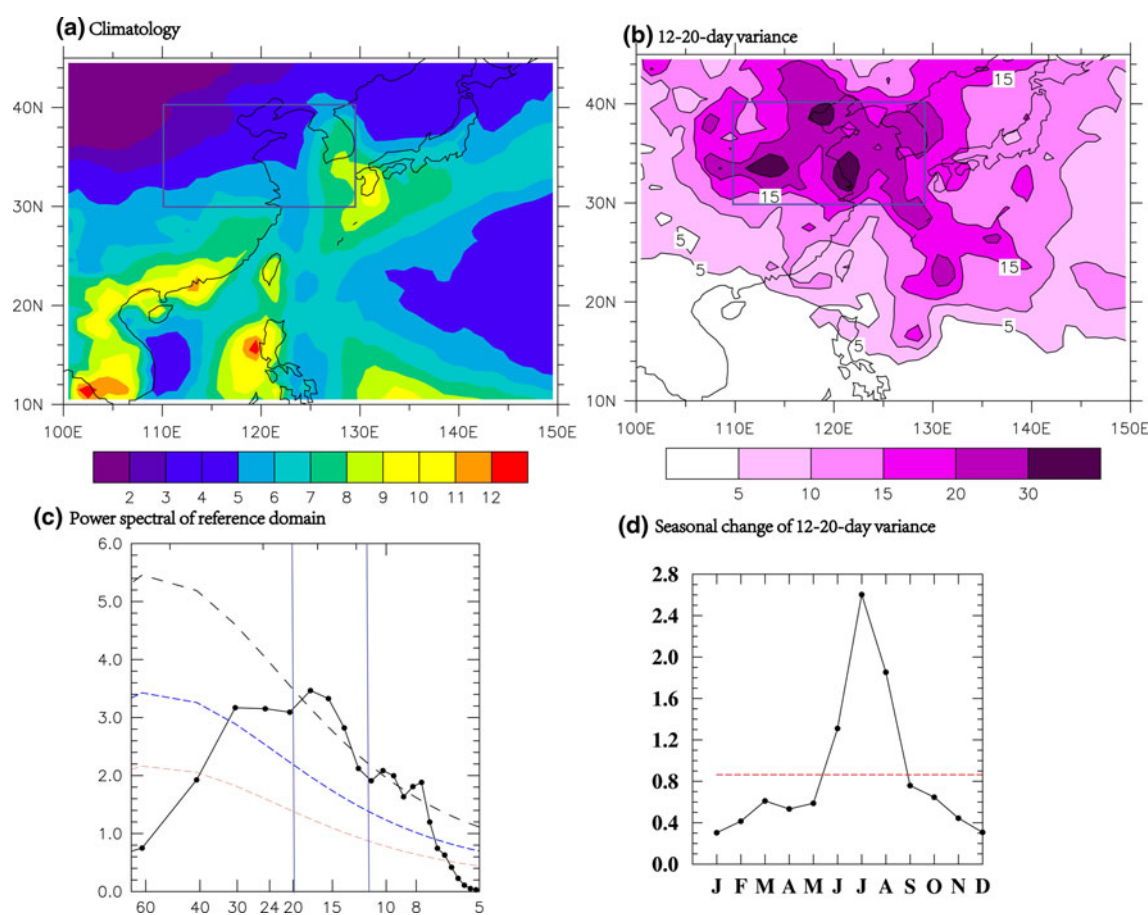 (a) Climatology
40N
30N
20N
10N
100E 110E 120E 130E 140E 150E
2 3 4 5 6 7 8 9 10 11 12
(b) 12-20-day variance
40N
30N
20N
10N
15
15
5
5
15
5
5
100E 110E 120E 130E 140E 150E
5 10 15 20 30
(c) Power spectral of reference domain
6.0
5.0
4.0
3.0
2.0
1.0
0.0
60 40 30 24 20 15 10 8 5
(d) Seasonal change of 12-20-day variance
2.8
2.4
2.0
1.6
1.2
0.8
0.4
0.0
J F M A M J J A S O N D